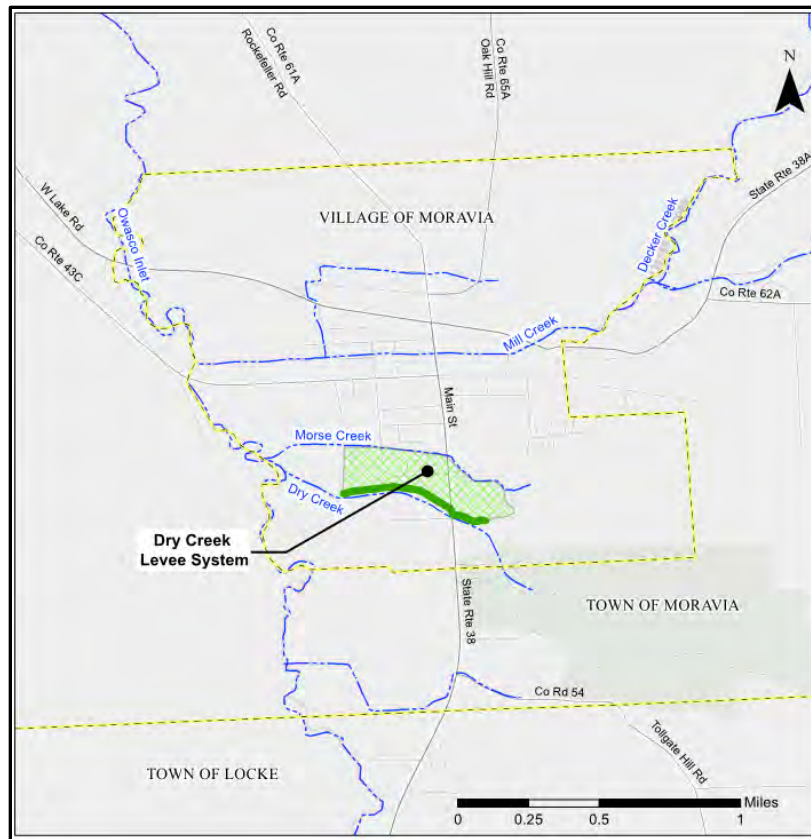 Co Rte 61A
Rockefeller Rd
Co Rte 65A
Oak Hill Rd
N
State Rte 38A
W Lake Rd
Owasco Inlet
VILLAGE OF MORAVIA
Decker Creek
Co Rte 43C
Co Rte 62A
Mill Creek
Main St
Morse Creek
Dry Creek
Dry Creek
Levee System
State Rte 38
TOWN OF MORAVIA
Co Rd 54
Tollgate Hill Rd
TOWN OF LOCKE
Miles
0 0.25 0.5 1